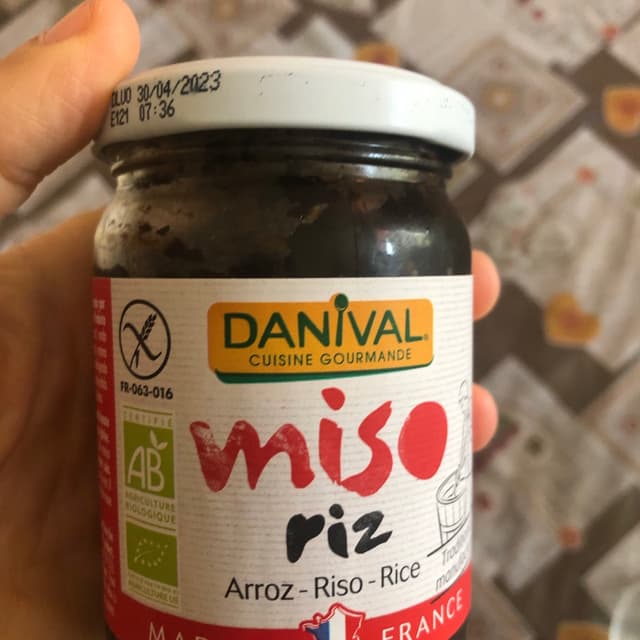 DLUO 30/04/2023
E121 07:36
DANIVAL
CUISINE GOURMANDE
FR-063-016
CERTIFIÉ
AB
AGRICULTURE
BIOLOGIQUE
miso
riz
Arroz - Riso - Rice
FRANCE